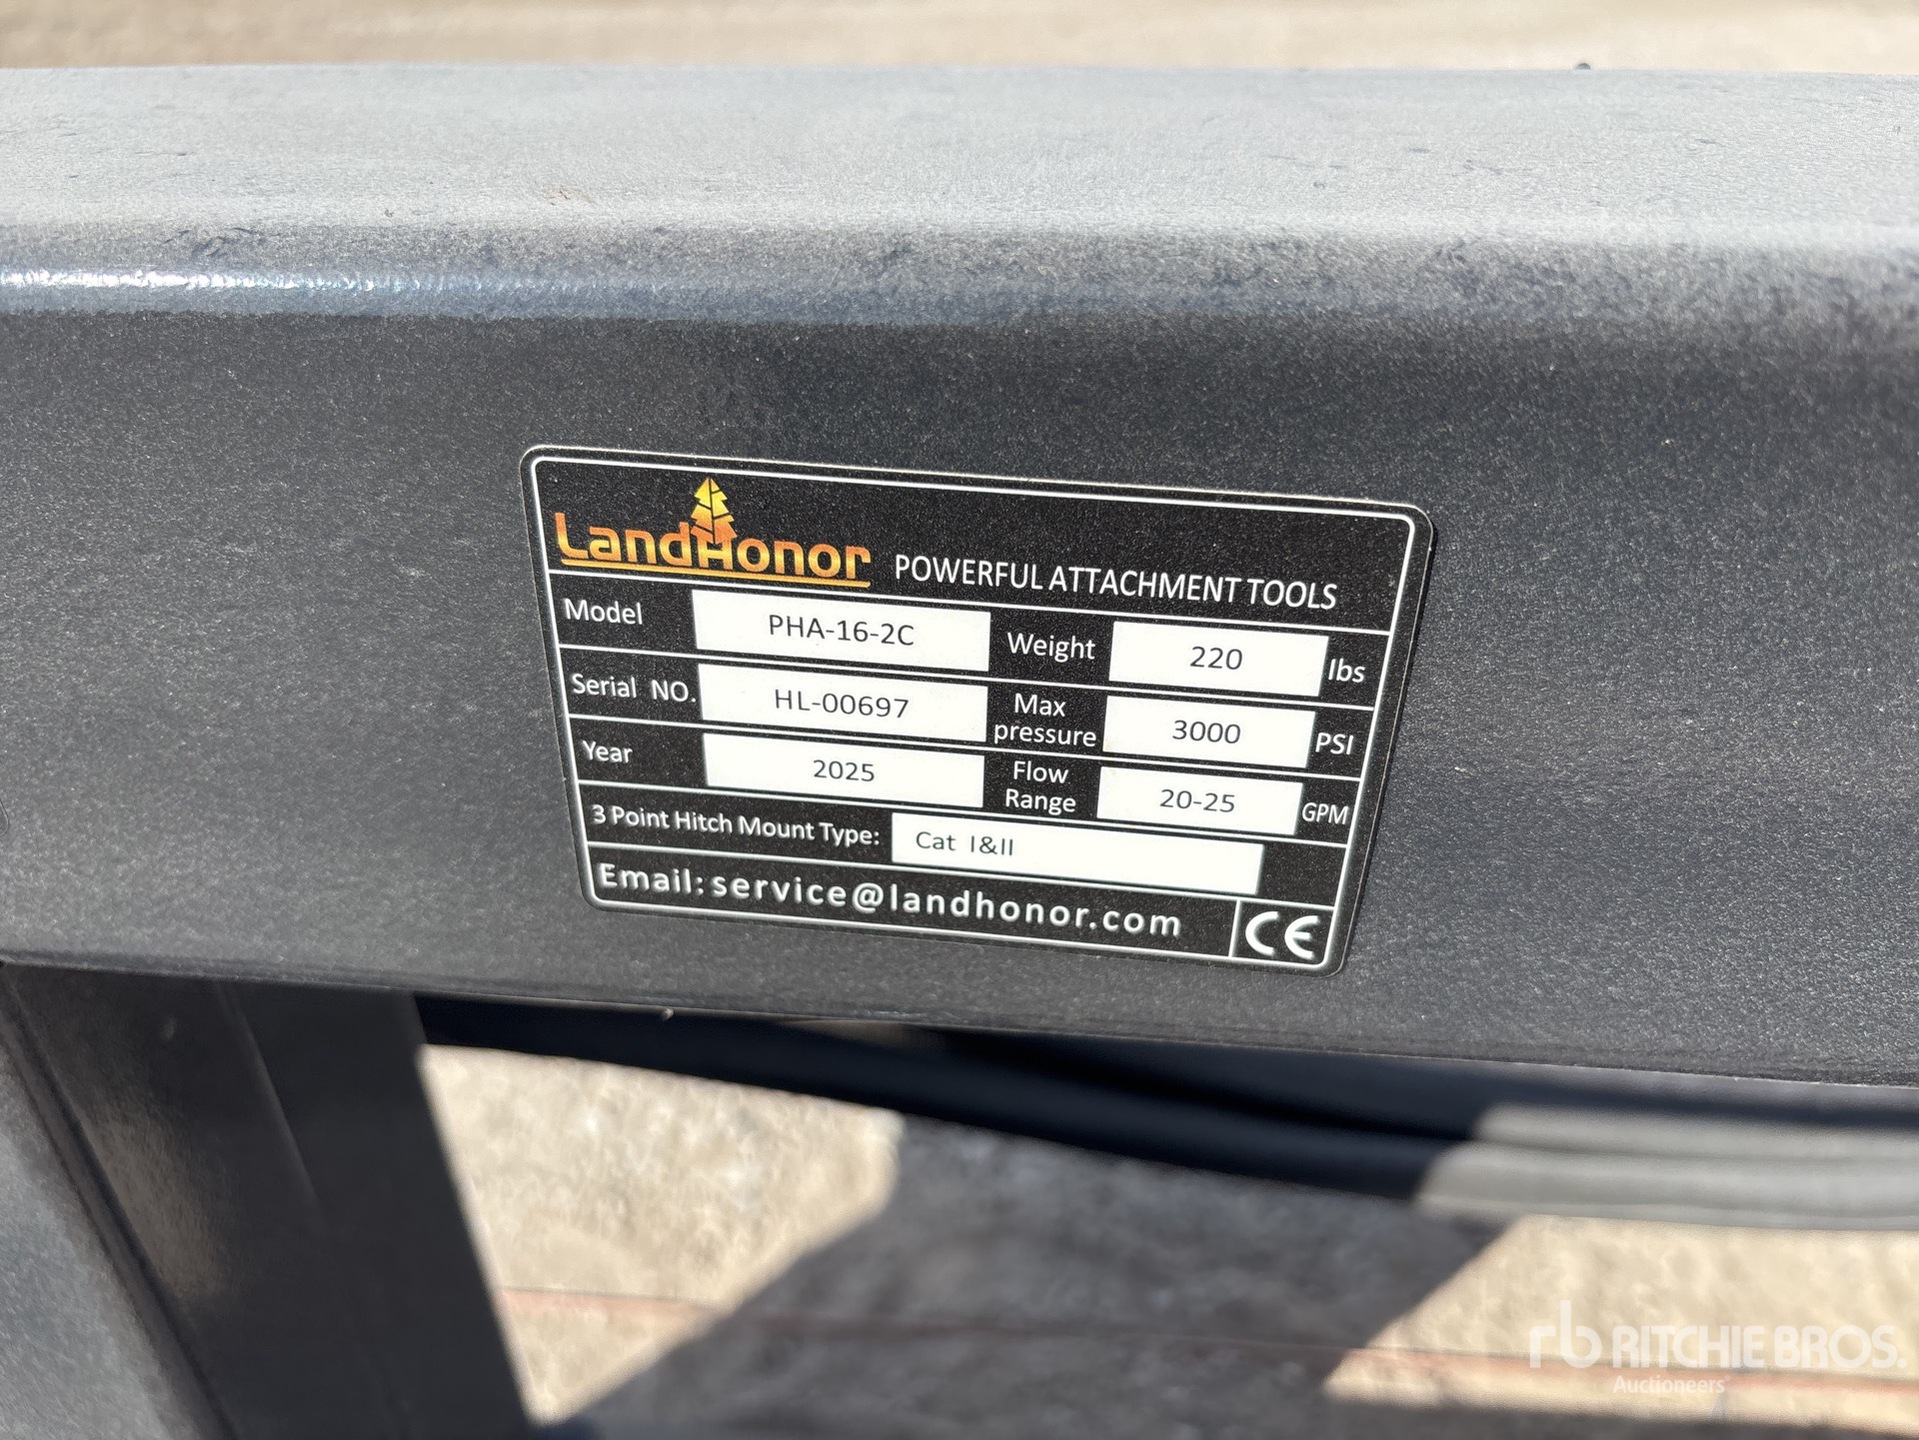 LandHonor POWERFUL ATTACHMENT TOOLS
Model PHA-16-2C Weight 220 lbs
Serial NO. HL-00697 Max pressure 3000 PSI
Year 2025 Flow Range 20-25 GPM
3 Point Hitch Mount Type: Cat I&II
Email: service@landhonor.com CE
rb RITCHIE BROS.
Auctioneers